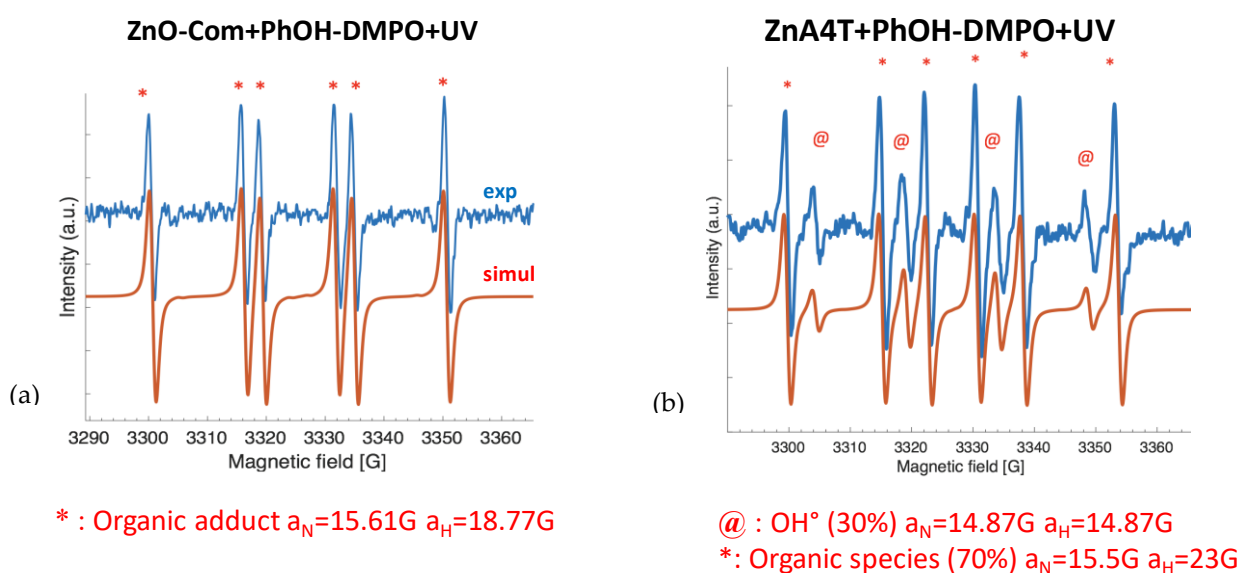 ZnO-Com+PhOH-DMPO+UV
* * * * * *
exp
simul
Intensity (a.u.)
(a)
3290 3300 3310 3320 3330 3340 3350 3360
Magnetic field [G]
* : Organic adduct aN=15.61G aH=18.77G
ZnA4T+PhOH-DMPO+UV
* * * * * *
@ @ @ @
Intensity (a.u.)
(b)
3300 3310 3320 3330 3340 3350 3360
Magnetic field [G]
@ : OH° (30%) aN=14.87G aH=14.87G
*: Organic species (70%) aN=15.5G aH=23G